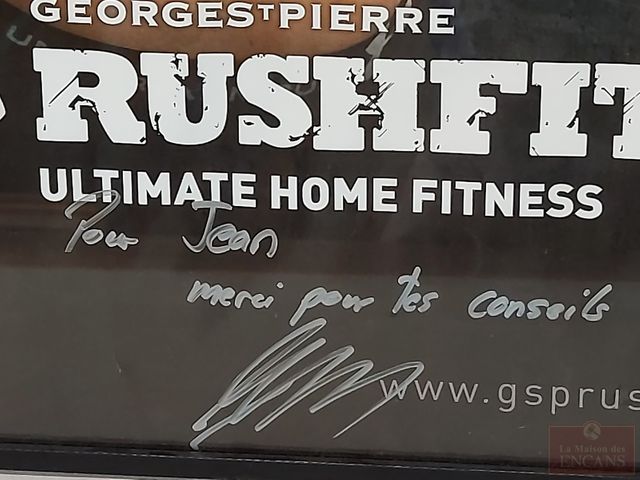 GEORGES ST PIERRE
RUSHFIT
ULTIMATE HOME FITNESS
Pour Jean
merci pour tes conseils
www.gsprus
La Maison des
ENCANS